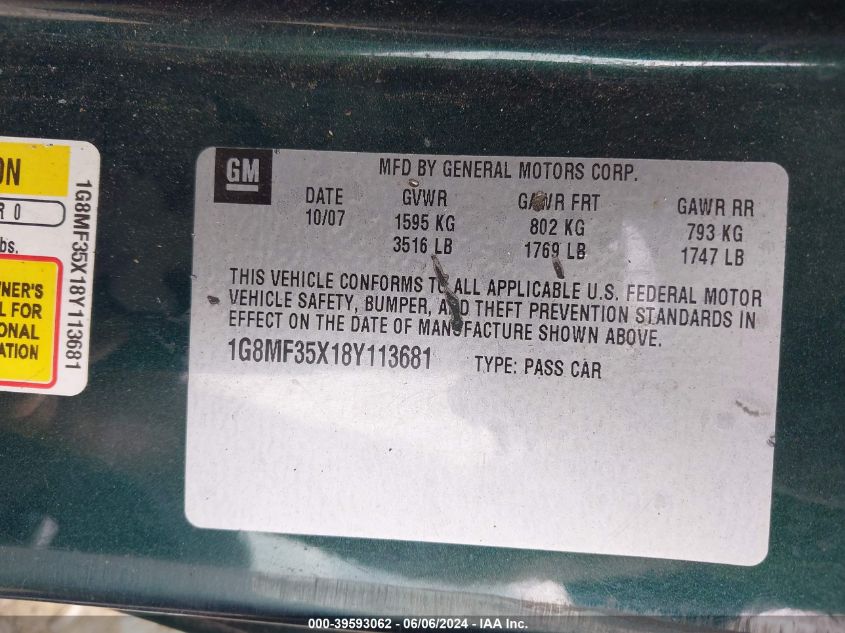 ON
R 0
bs.
NER'S
L FOR
ONAL
ATION
1G8MF35X18Y113681
GM
MFD BY GENERAL MOTORS CORP.
DATE GVWR GAWR FRT GAWR RR
10/07 1595 KG 802 KG 793 KG
3516 LB 1769 LB 1747 LB
THIS VEHICLE CONFORMS TO ALL APPLICABLE U.S. FEDERAL MOTOR
VEHICLE SAFETY, BUMPER, AND THEFT PREVENTION STANDARDS IN
EFFECT ON THE DATE OF MANUFACTURE SHOWN ABOVE.
1G8MF35X18Y113681 TYPE: PASS CAR
000-39593062 - 06/06/2024 - IAA Inc.